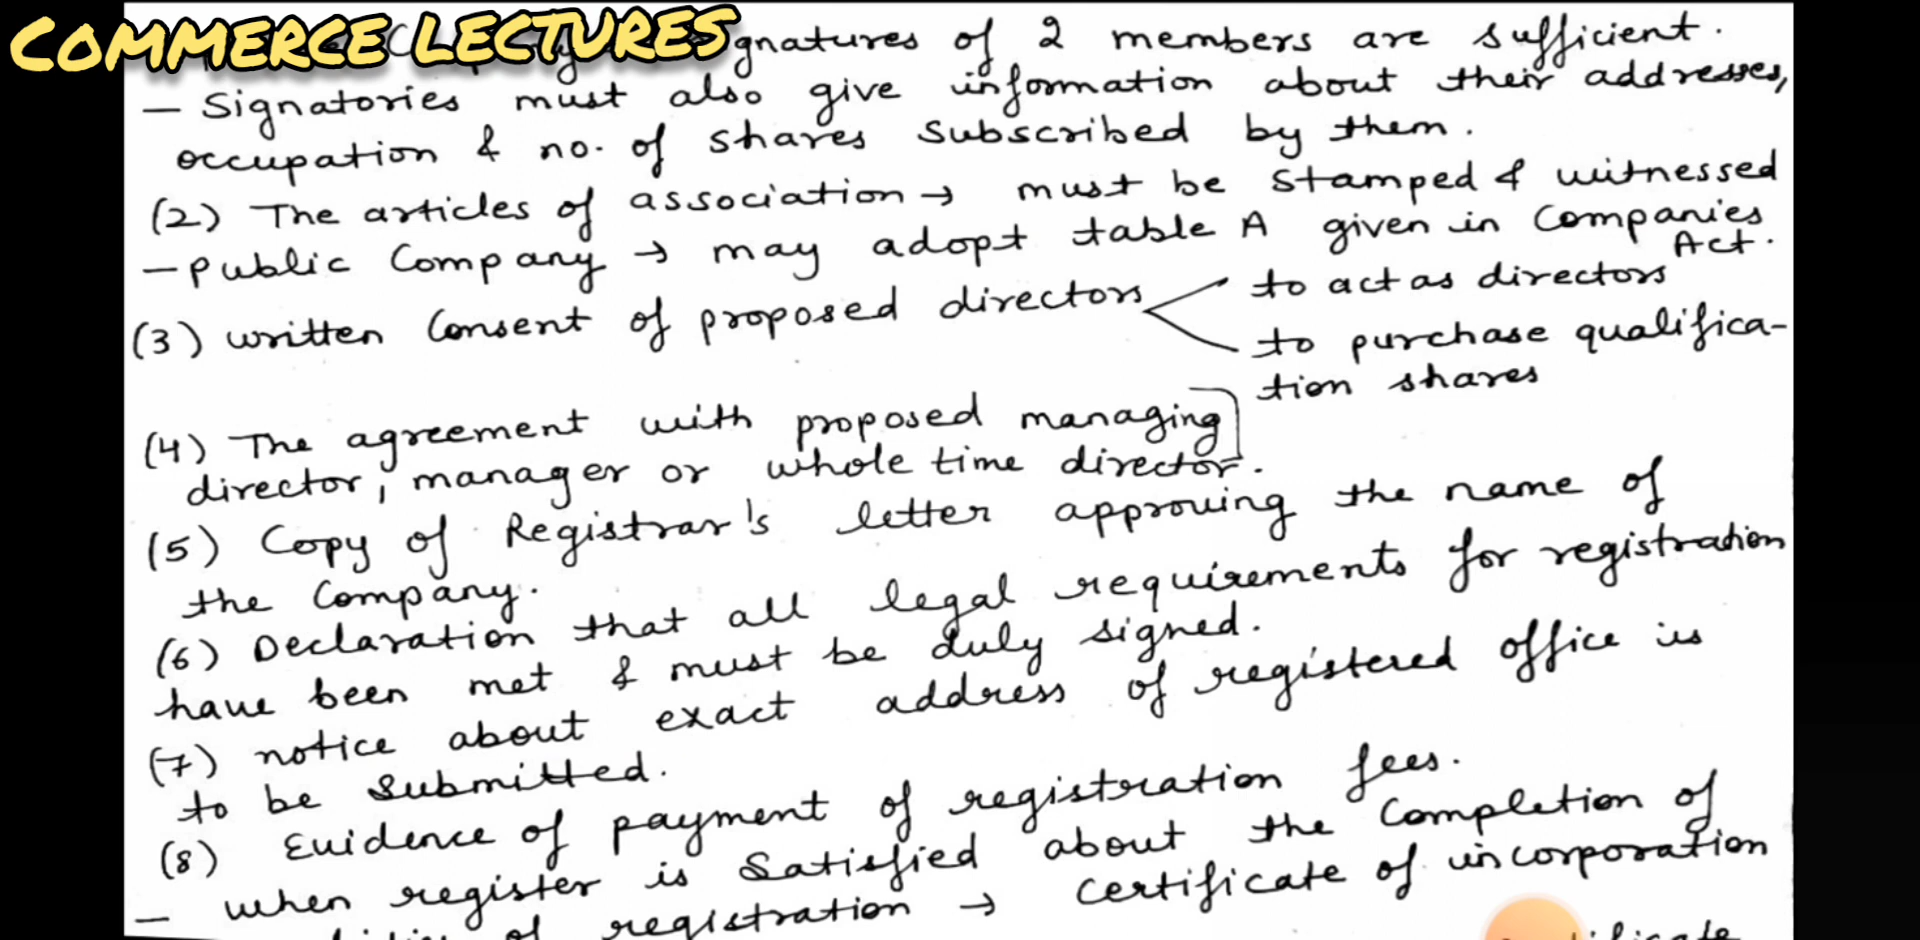 COMMERCE LECTURES
gnatures of 2 members are sufficient.
— Signatories must also give information about their addresses,
occupation & no. of shares subscribed by them.
(2) The articles of association → must be stamped & witnessed
— Public Company → may adopt table A given in Companies
Act.
(3) written Consent of proposed directors
to act as directors
to purchase qualifica-
tion shares
(4) The agreement with proposed managing
director, manager or whole time director.
(5) Copy of Registrar's letter approving the name of
the Company.
(6) Declaration that all legal requirements for registration
have been met & must be duly signed.
(7) notice about exact address of registered office is
to be submitted.
(8) Evidence of payment of registration fees.
— when register is satisfied about the completion of
of registration → certificate of incorporation